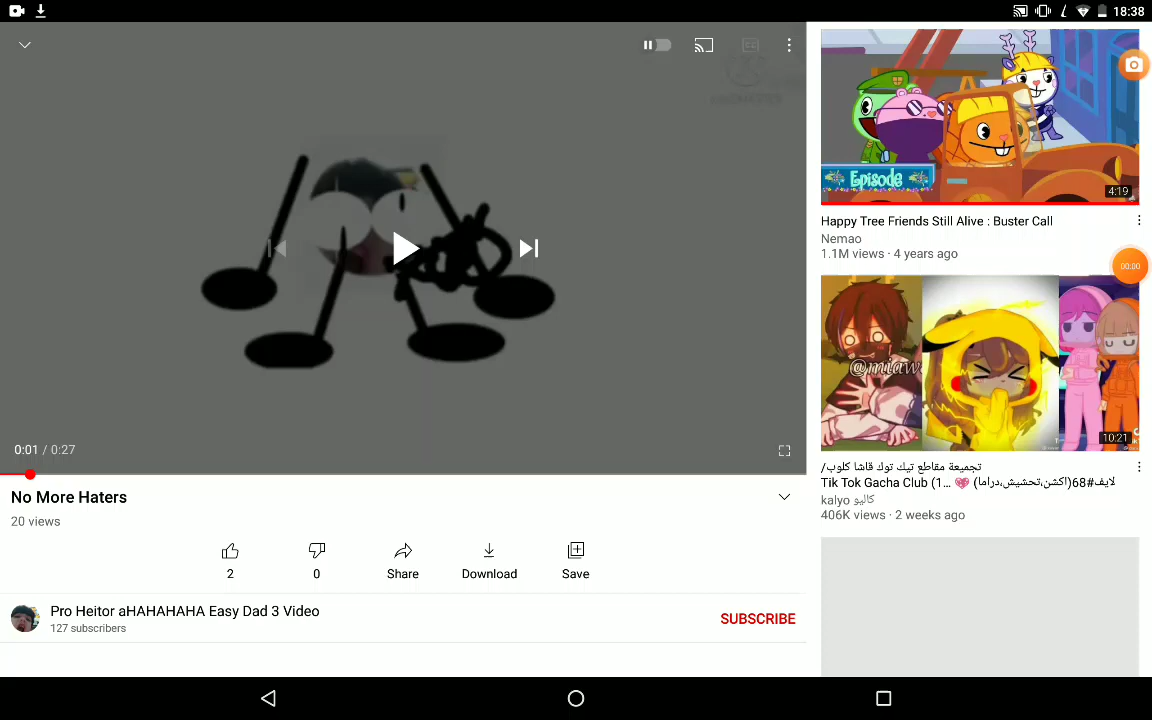 18:38
Episode
4:19
Happy Tree Friends Still Alive : Buster Call
Nemao
1.1M views · 4 years ago
00:00
@miaw
10:21
تجميعة مقاطع تيك توك قاشا كلوب/
Tik Tok Gacha Club (1... 💖 (اكشن،تحشيش،دراما)68#لايف
kalyo كاليو
406K views · 2 weeks ago
0:01 / 0:27
No More Haters
20 views
2
0
Share
Download
Save
Pro Heitor aHAHAHAHA Easy Dad 3 Video
127 subscribers
SUBSCRIBE